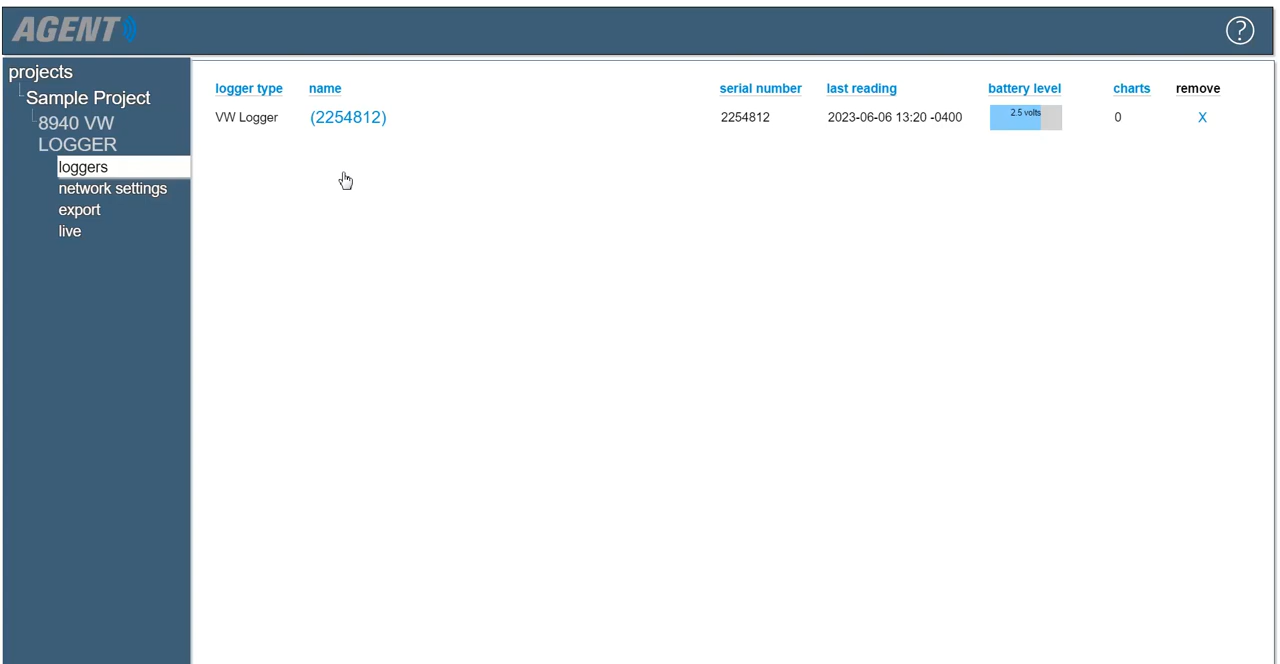 AGENT
?
projects
Sample Project
8940 VW
LOGGER
loggers
network settings
export
live
logger type name serial number last reading battery level charts remove
VW Logger (2254812) 2254812 2023-06-06 13:20 -0400 2.5 volts 0 X